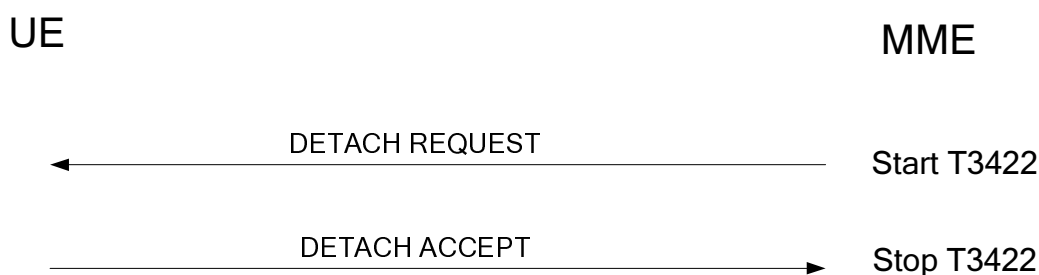 UE
MME
DETACH REQUEST
Start T3422
DETACH ACCEPT
Stop T3422